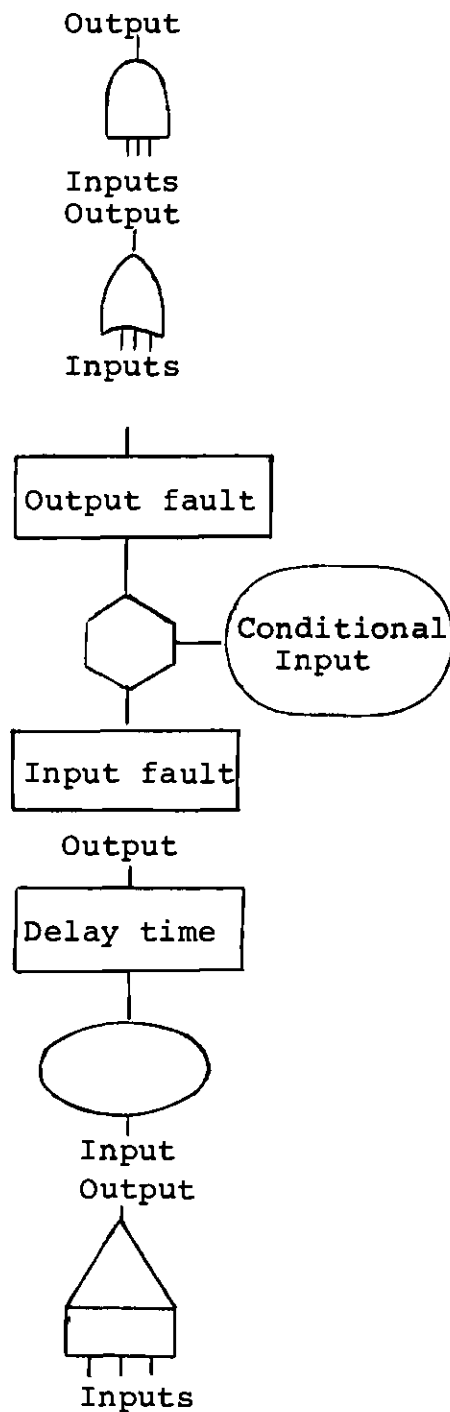 Output
Inputs
Output
Inputs
Output fault
Conditional
Input
Input fault
Output
Delay time
Input
Output
Inputs